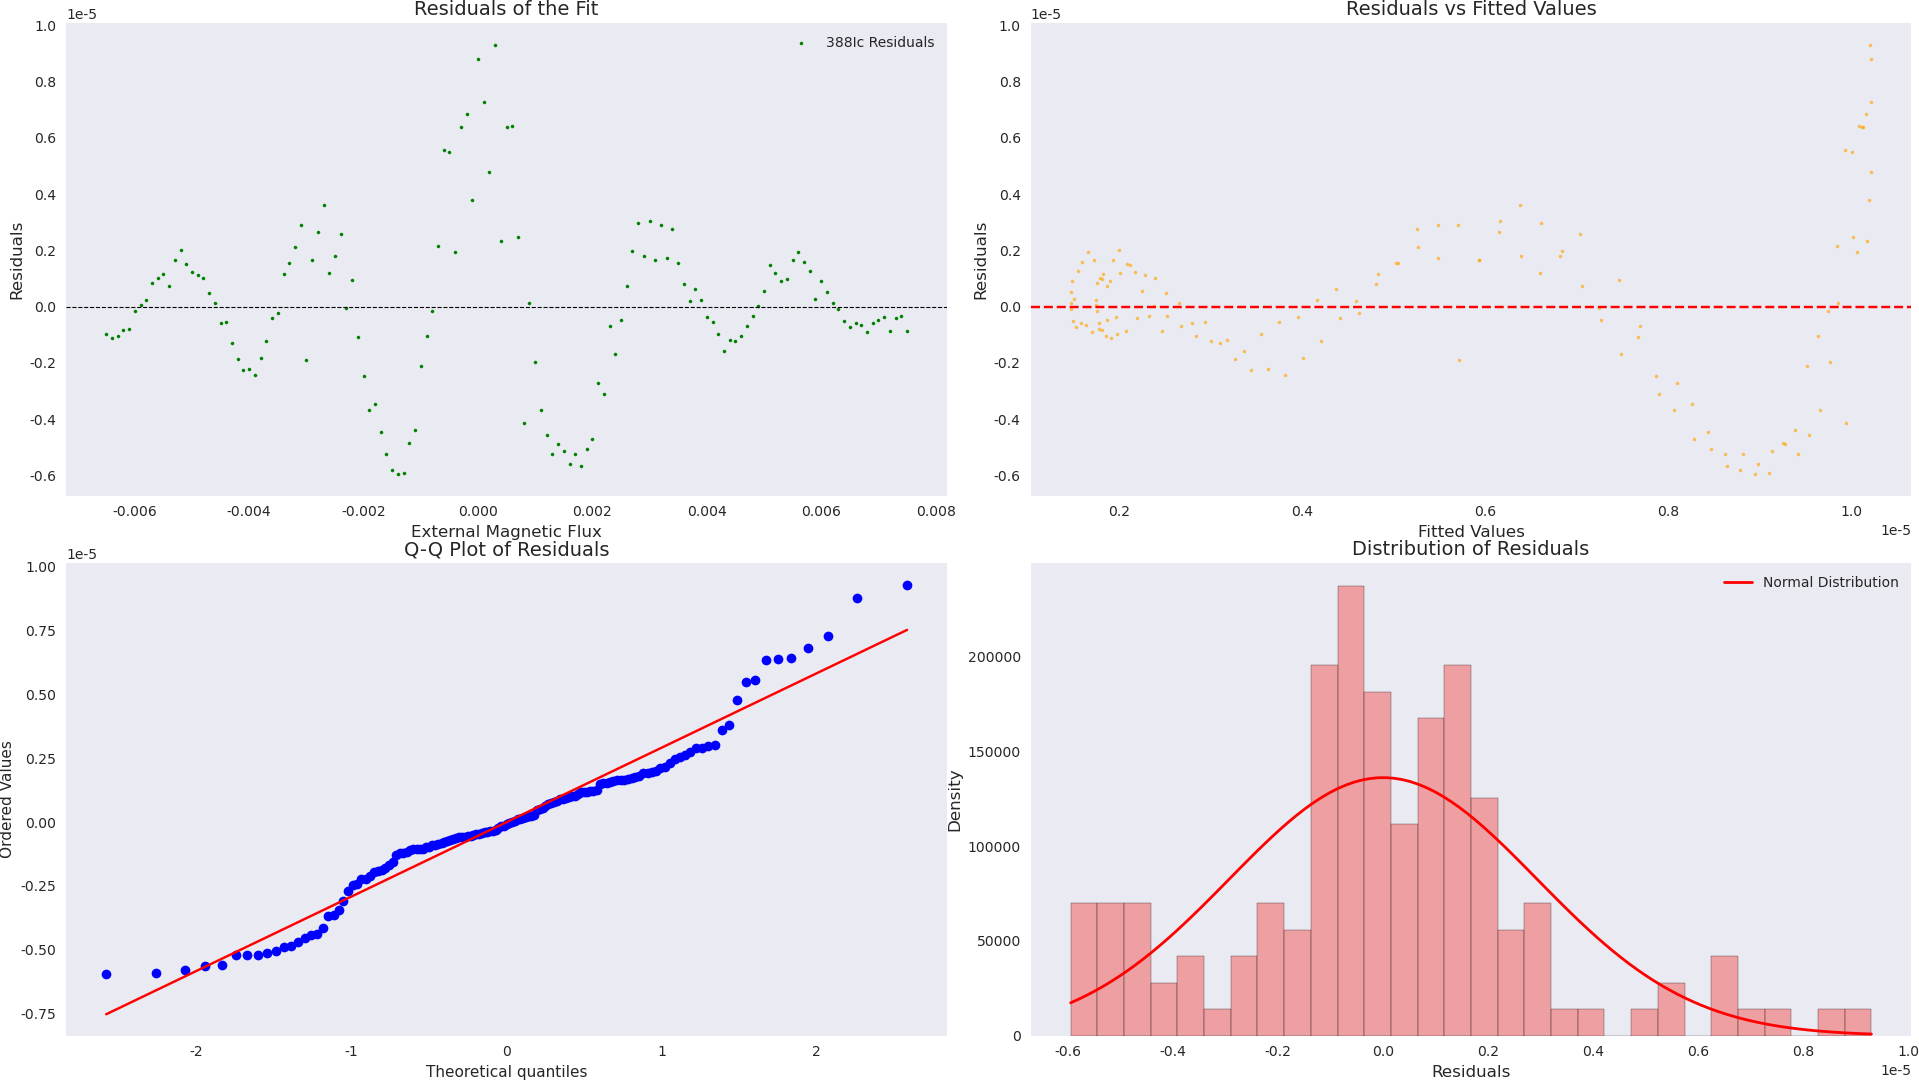 Residuals of the Fit
1e-5
388Ic Residuals
1.0
0.8
0.6
0.4
0.2
0.0
-0.2
-0.4
-0.6
Residuals
-0.006 -0.004 -0.002 0.000 0.002 0.004 0.006 0.008
External Magnetic Flux
Residuals vs Fitted Values
1e-5
1.0
0.8
0.6
0.4
0.2
0.0
-0.2
-0.4
-0.6
Residuals
0.2 0.4 0.6 0.8 1.0
1e-5
Fitted Values
Q-Q Plot of Residuals
1e-5
1.00
0.75
0.50
0.25
0.00
-0.25
-0.50
-0.75
Ordered Values
-2 -1 0 1 2
Theoretical quantiles
Distribution of Residuals
Normal Distribution
200000
150000
100000
50000
0
Density
-0.6 -0.4 -0.2 0.0 0.2 0.4 0.6 0.8 1.0
1e-5
Residuals